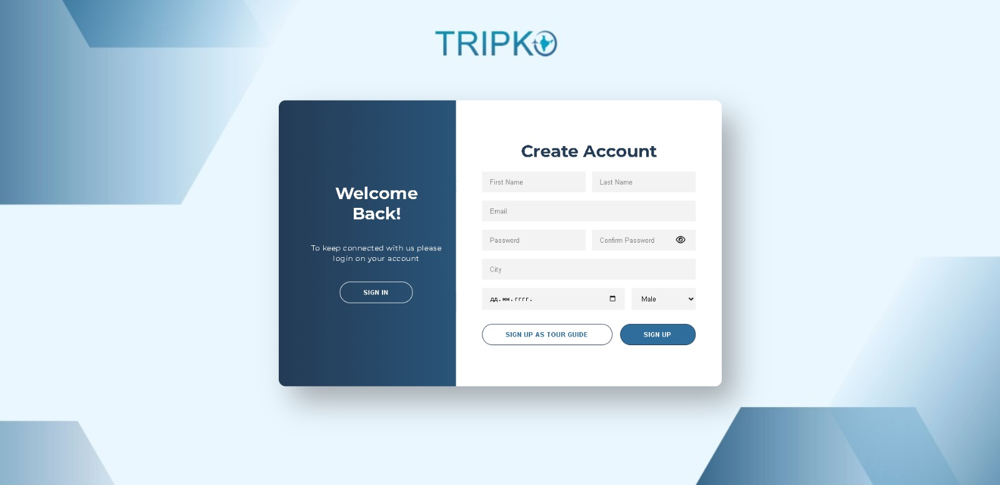 TRIPKO
Welcome
Back!
To keep connected with us please
login on your account
SIGN IN
Create Account
First Name
Last Name
Email
Password
Confirm Password
City
дд.мм.гггг.
Male
SIGN UP AS TOUR GUIDE
SIGN UP